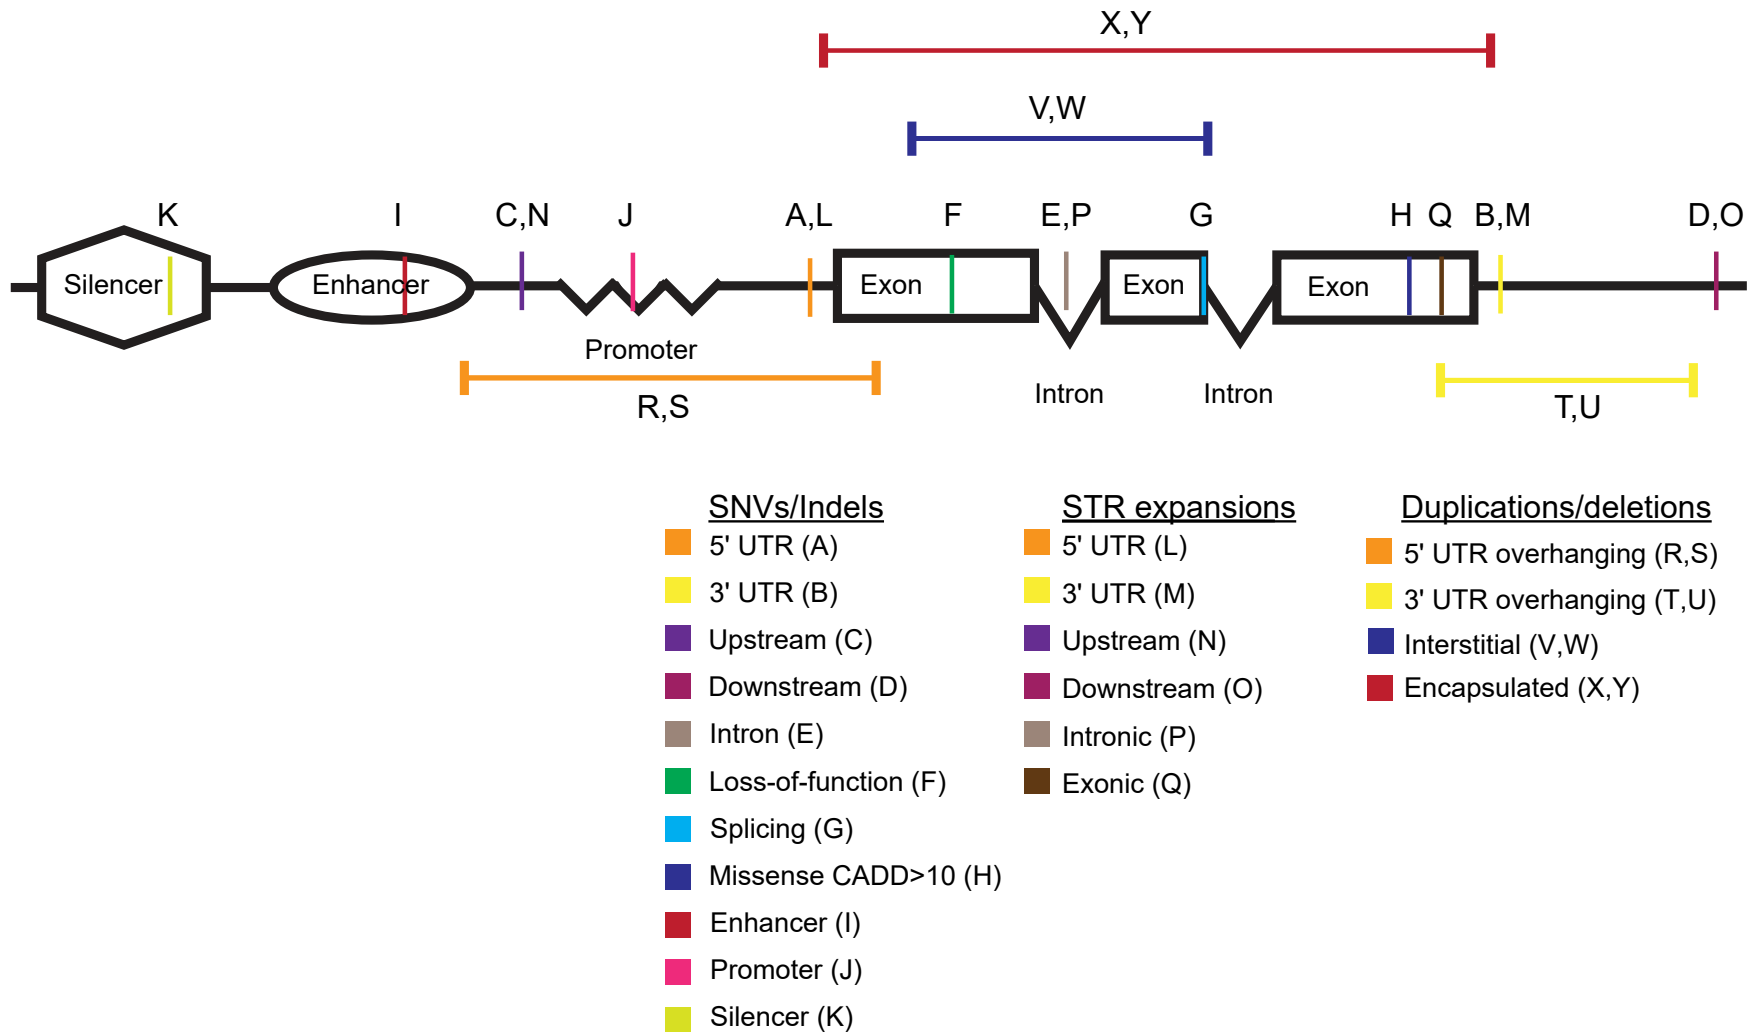 X,Y
V,W
K I C,N J A,L F E,P G H Q B,M D,O
Silencer Enhancer Exon Exon Exon
Promoter
Intron Intron
R,S T,U
SNVs/Indels
5' UTR (A)
3' UTR (B)
Upstream (C)
Downstream (D)
Intron (E)
Loss-of-function (F)
Splicing (G)
Missense CADD>10 (H)
Enhancer (I)
Promoter (J)
Silencer (K)
STR expansions
5' UTR (L)
3' UTR (M)
Upstream (N)
Downstream (O)
Intronic (P)
Exonic (Q)
Duplications/deletions
5' UTR overhanging (R,S)
3' UTR overhanging (T,U)
Interstitial (V,W)
Encapsulated (X,Y)